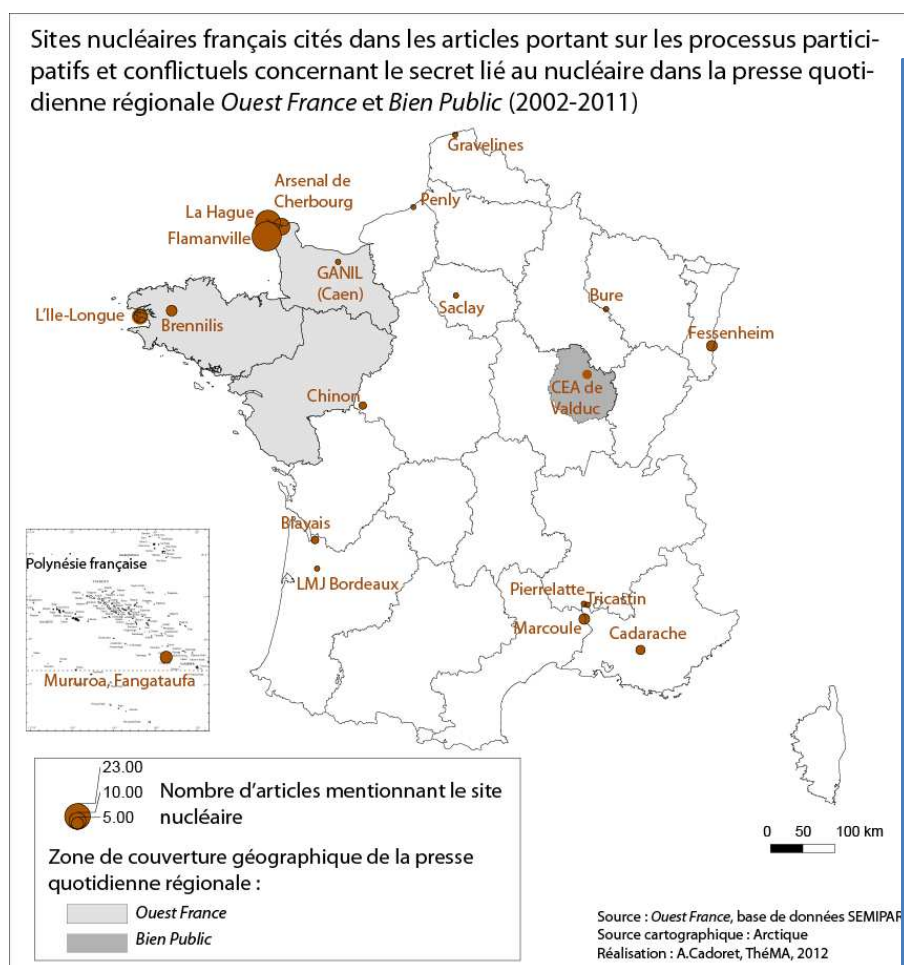 Sites nucléaires français cités dans les articles portant sur les processus partici-
patifs et conflictuels concernant le secret lié au nucléaire dans la presse quoti-
dienne régionale Ouest France et Bien Public (2002-2011)
Gravelines
Arsenal de
Cherbourg
Penly
La Hague
Flamanville
GANIL
(Caen)
Saclay
Bure
L'Ile-Longue
Brennilis
Fessenheim
CEA de
Valduc
Chinon
Blayais
LMJ Bordeaux
Pierrelatte
Tricastin
Marcoule
Cadarache
Polynésie française
Mururoa, Fangataufa
23.00
10.00
5.00
Nombre d'articles mentionnant le site
nucléaire
Zone de couverture géographique de la presse
quotidienne régionale :
Ouest France
Bien Public
0 50 100 km
Source : Ouest France, base de données SEMIPAR
Source cartographique : Arctique
Réalisation : A.Cadoret, ThéMA, 2012